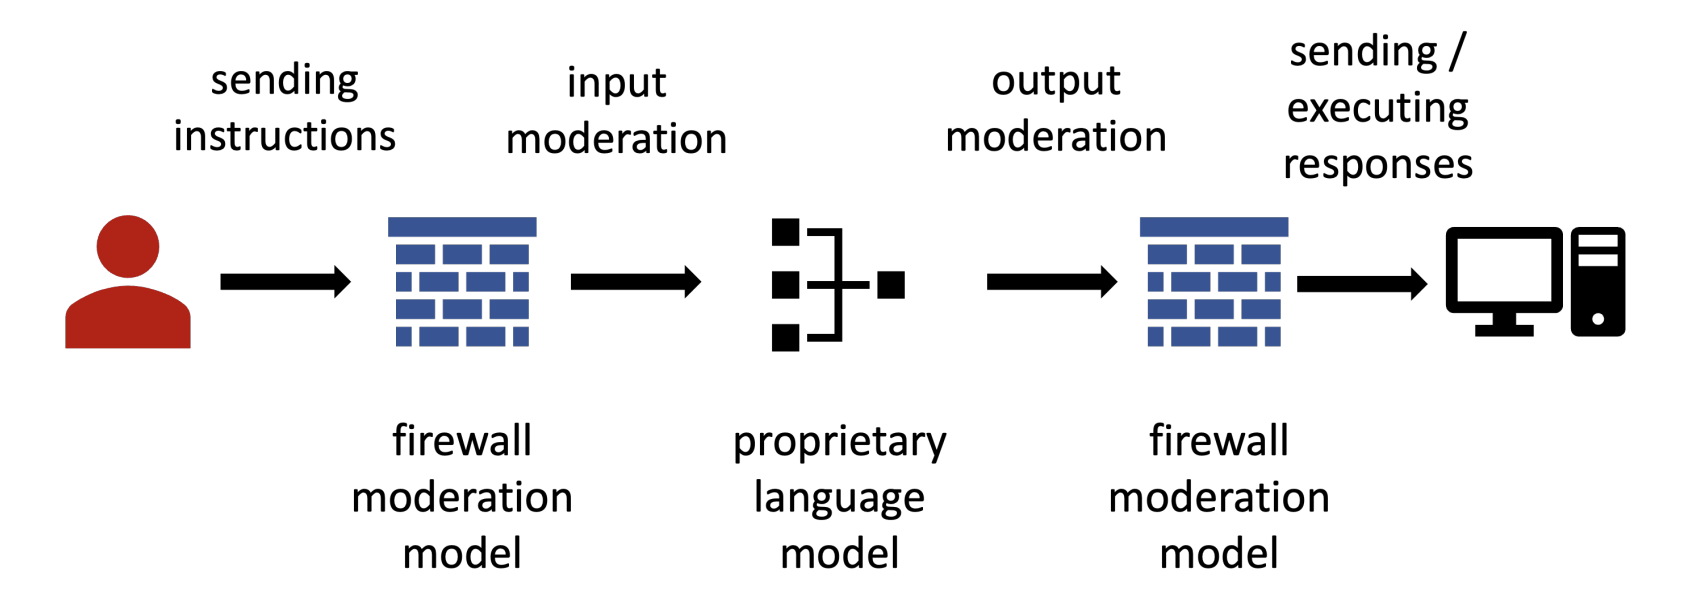 sending
instructions
input
moderation
output
moderation
sending /
executing
responses
firewall
moderation
model
proprietary
language
model
firewall
moderation
model